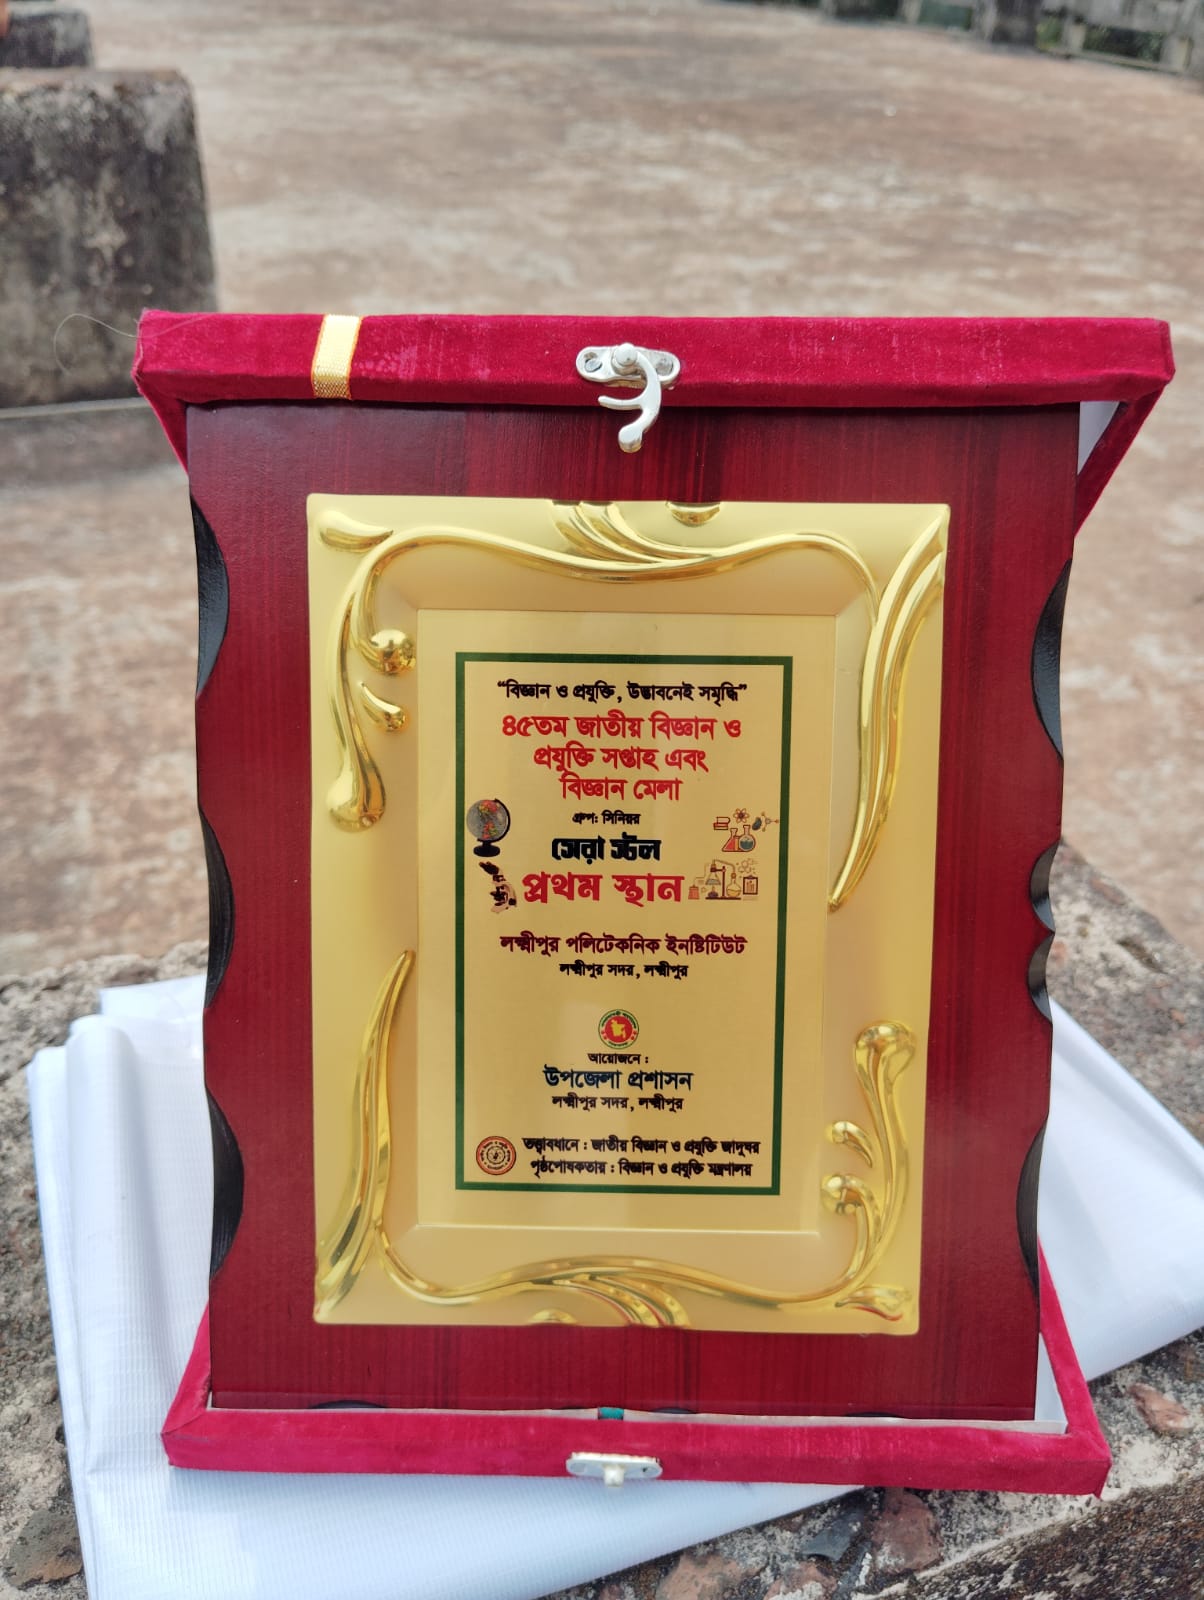 “বিজ্ঞান ও প্রযুক্তি, উদ্ভাবনেই সমৃদ্ধি”
৪৫তম জাতীয় বিজ্ঞান ও
প্রযুক্তি সপ্তাহ এবং
বিজ্ঞান মেলা
গ্রুপ: সিনিয়র
সেরা স্টল
প্রথম স্থান
লক্ষ্মীপুর পলিটেকনিক ইনষ্টিটিউট
লক্ষ্মীপুর সদর, লক্ষ্মীপুর
আয়োজনে :
উপজেলা প্রশাসন
লক্ষ্মীপুর সদর, লক্ষ্মীপুর
তত্ত্বাবধানে : জাতীয় বিজ্ঞান ও প্রযুক্তি জাদুঘর
পৃষ্ঠপোষকতায় : বিজ্ঞান ও প্রযুক্তি মন্ত্রণালয়